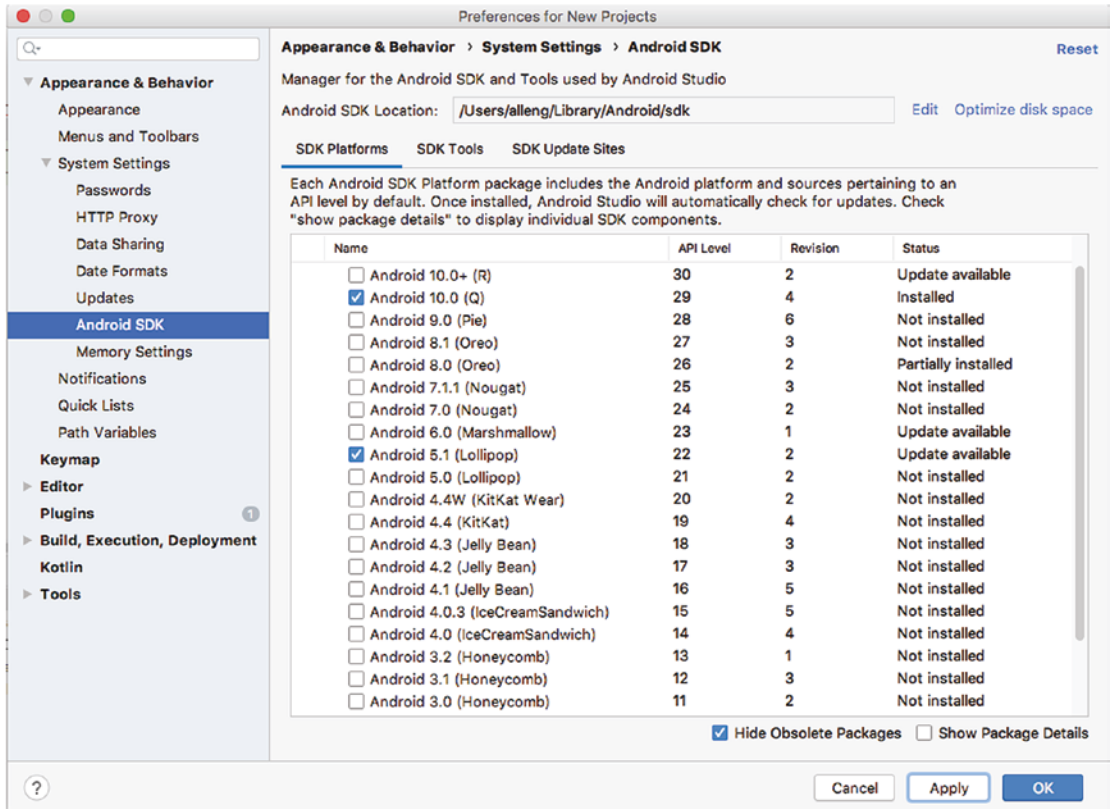 Preferences for New Projects
Appearance & Behavior
Appearance
Menus and Toolbars
System Settings
Passwords
HTTP Proxy
Data Sharing
Date Formats
Updates
Android SDK
Memory Settings
Notifications
Quick Lists
Path Variables
Keymap
Editor
Plugins 1
Build, Execution, Deployment
Kotlin
Tools
Appearance & Behavior › System Settings › Android SDK Reset
Manager for the Android SDK and Tools used by Android Studio
Android SDK Location: /Users/alleng/Library/Android/sdk Edit Optimize disk space
SDK Platforms SDK Tools SDK Update Sites
Each Android SDK Platform package includes the Android platform and sources pertaining to an
API level by default. Once installed, Android Studio will automatically check for updates. Check
"show package details" to display individual SDK components.
Name API Level Revision Status
Android 10.0+ (R) 30 2 Update available
Android 10.0 (Q) 29 4 Installed
Android 9.0 (Pie) 28 6 Not installed
Android 8.1 (Oreo) 27 3 Not installed
Android 8.0 (Oreo) 26 2 Partially installed
Android 7.1.1 (Nougat) 25 3 Not installed
Android 7.0 (Nougat) 24 2 Not installed
Android 6.0 (Marshmallow) 23 1 Update available
Android 5.1 (Lollipop) 22 2 Update available
Android 5.0 (Lollipop) 21 2 Not installed
Android 4.4W (KitKat Wear) 20 2 Not installed
Android 4.4 (KitKat) 19 4 Not installed
Android 4.3 (Jelly Bean) 18 3 Not installed
Android 4.2 (Jelly Bean) 17 3 Not installed
Android 4.1 (Jelly Bean) 16 5 Not installed
Android 4.0.3 (IceCreamSandwich) 15 5 Not installed
Android 4.0 (IceCreamSandwich) 14 4 Not installed
Android 3.2 (Honeycomb) 13 1 Not installed
Android 3.1 (Honeycomb) 12 3 Not installed
Android 3.0 (Honeycomb) 11 2 Not installed
Hide Obsolete Packages Show Package Details
? Cancel Apply OK